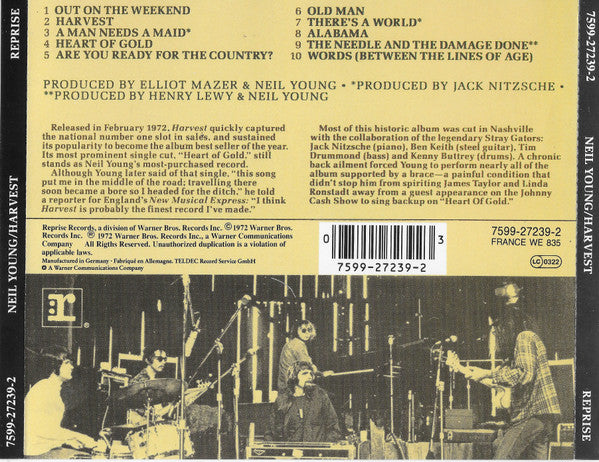 REPRISE
NEIL YOUNG/HARVEST
7599-27239-2
1 OUT ON THE WEEKEND
2 HARVEST
3 A MAN NEEDS A MAID*
4 HEART OF GOLD
5 ARE YOU READY FOR THE COUNTRY?
6 OLD MAN
7 THERE'S A WORLD*
8 ALABAMA
9 THE NEEDLE AND THE DAMAGE DONE**
10 WORDS (BETWEEN THE LINES OF AGE)
PRODUCED BY ELLIOT MAZER & NEIL YOUNG • *PRODUCED BY JACK NITZSCHE •
**PRODUCED BY HENRY LEWY & NEIL YOUNG
Released in February 1972, Harvest quickly captured
the national number one slot in sales, and sustained
its popularity to become the album best seller of the year.
Its most prominent single cut, "Heart of Gold," still
stands as Neil Young's most-purchased record.
Although Young later said of that single, "this song
put me in the middle of the road; travelling there
soon became a bore so I headed for the ditch," he told
a reporter for England's New Musical Express: "I think
Harvest is probably the finest record I've made."
Most of this historic album was cut in Nashville
with the collaboration of the legendary Stray Gators:
Jack Nitzsche (piano), Ben Keith (steel guitar), Tim
Drummond (bass) and Kenny Buttrey (drums). A chronic
back ailment forced Young to perform nearly all of the
album supported by a brace—a painful condition that
didn't stop him from spiriting James Taylor and Linda
Ronstadt away from a guest appearance on the Johnny
Cash Show to sing backup on "Heart Of Gold."
Reprise Records, a division of Warner Bros. Records Inc. ℗ 1972 Warner Bros.
Records Inc. © 1972 Warner Bros. Records Inc. A Warner Communications
Company All Rigths Reserved. Unauthorized duplication is a violation of
applicable laws.
Manufactured in Germany · Fabriqué en Allemagne. TELDEC Record Service GmbH
A Warner Communications Company
0
3
7599-27239-2
7599-27239-2
FRANCE WE 835
LC 0322
r
7599-27239-2
NEIL YOUNG/HARVEST
REPRISE